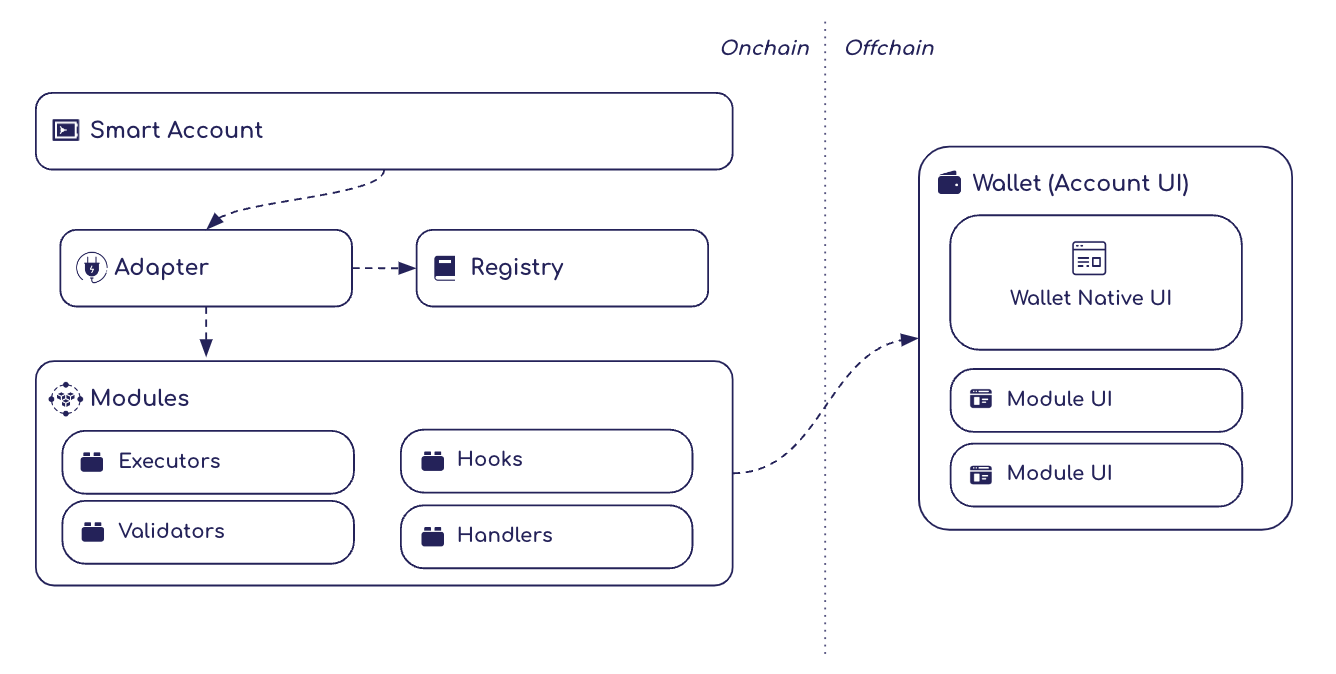 Onchain
Offchain
Smart Account
Adapter
Registry
Modules
Executors
Hooks
Validators
Handlers
Wallet (Account UI)
Wallet Native UI
Module UI
Module UI